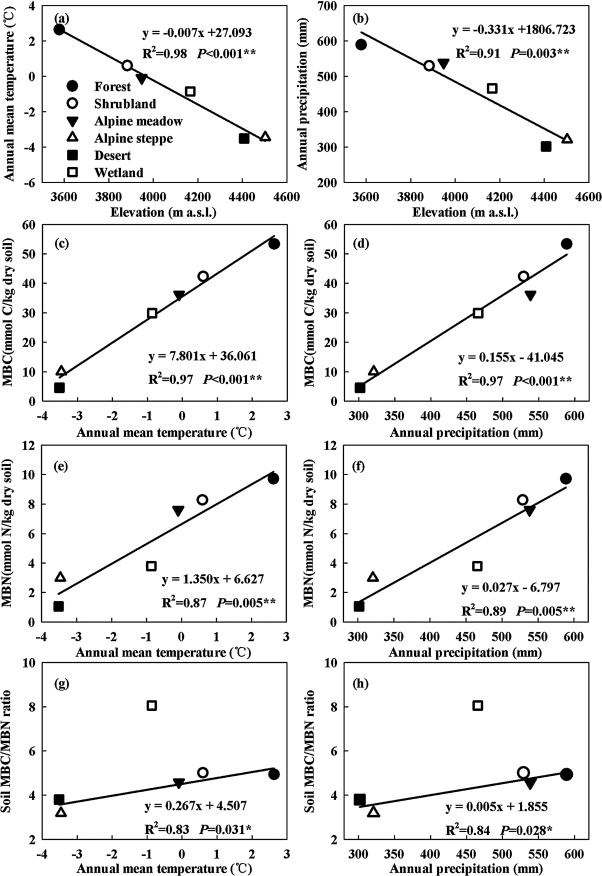 (a)
y = -0.007x +27.093
R2=0.98 P<0.001**
Annual mean temperature (℃)
4
2
0
-2
-4
-6
Forest
Shrubland
Alpine meadow
Alpine steppe
Desert
Wetland
3600 3800 4000 4200 4400 4600
Elevation (m a.s.l.)
(b)
y = -0.331x +1806.723
R2=0.91 P=0.003**
Annual precipitation (mm)
700
600
500
400
300
200
3600 3800 4000 4200 4400 4600
Elevation (m a.s.l.)
(c)
MBC(mmol C/kg dry soil)
60
50
40
30
20
10
0
y = 7.801x + 36.061
R2=0.97 P<0.001**
-4 -3 -2 -1 0 1 2 3
Annual mean temperature (℃)
(d)
MBC(mmol C/kg dry soil)
60
50
40
30
20
10
0
y = 0.155x - 41.045
R2=0.97 P<0.001**
300 350 400 450 500 550 600
Annual precipitation (mm)
(e)
MBN(mmol N/kg dry soil)
12
10
8
6
4
2
0
y = 1.350x + 6.627
R2=0.87 P=0.005**
-4 -3 -2 -1 0 1 2 3
Annual mean temperature (℃)
(f)
MBN(mmol N/kg dry soil)
12
10
8
6
4
2
0
y = 0.027x - 6.797
R2=0.89 P=0.005**
300 350 400 450 500 550 600
Annual precipitation (mm)
(g)
Soil MBC/MBN ratio
10
8
6
4
2
y = 0.267x + 4.507
R2=0.83 P=0.031*
-4 -3 -2 -1 0 1 2 3
Annual mean temperature (℃)
(h)
Soil MBC/MBN ratio
10
8
6
4
2
y = 0.005x + 1.855
R2=0.84 P=0.028*
300 350 400 450 500 550 600
Annual precipitation (mm)